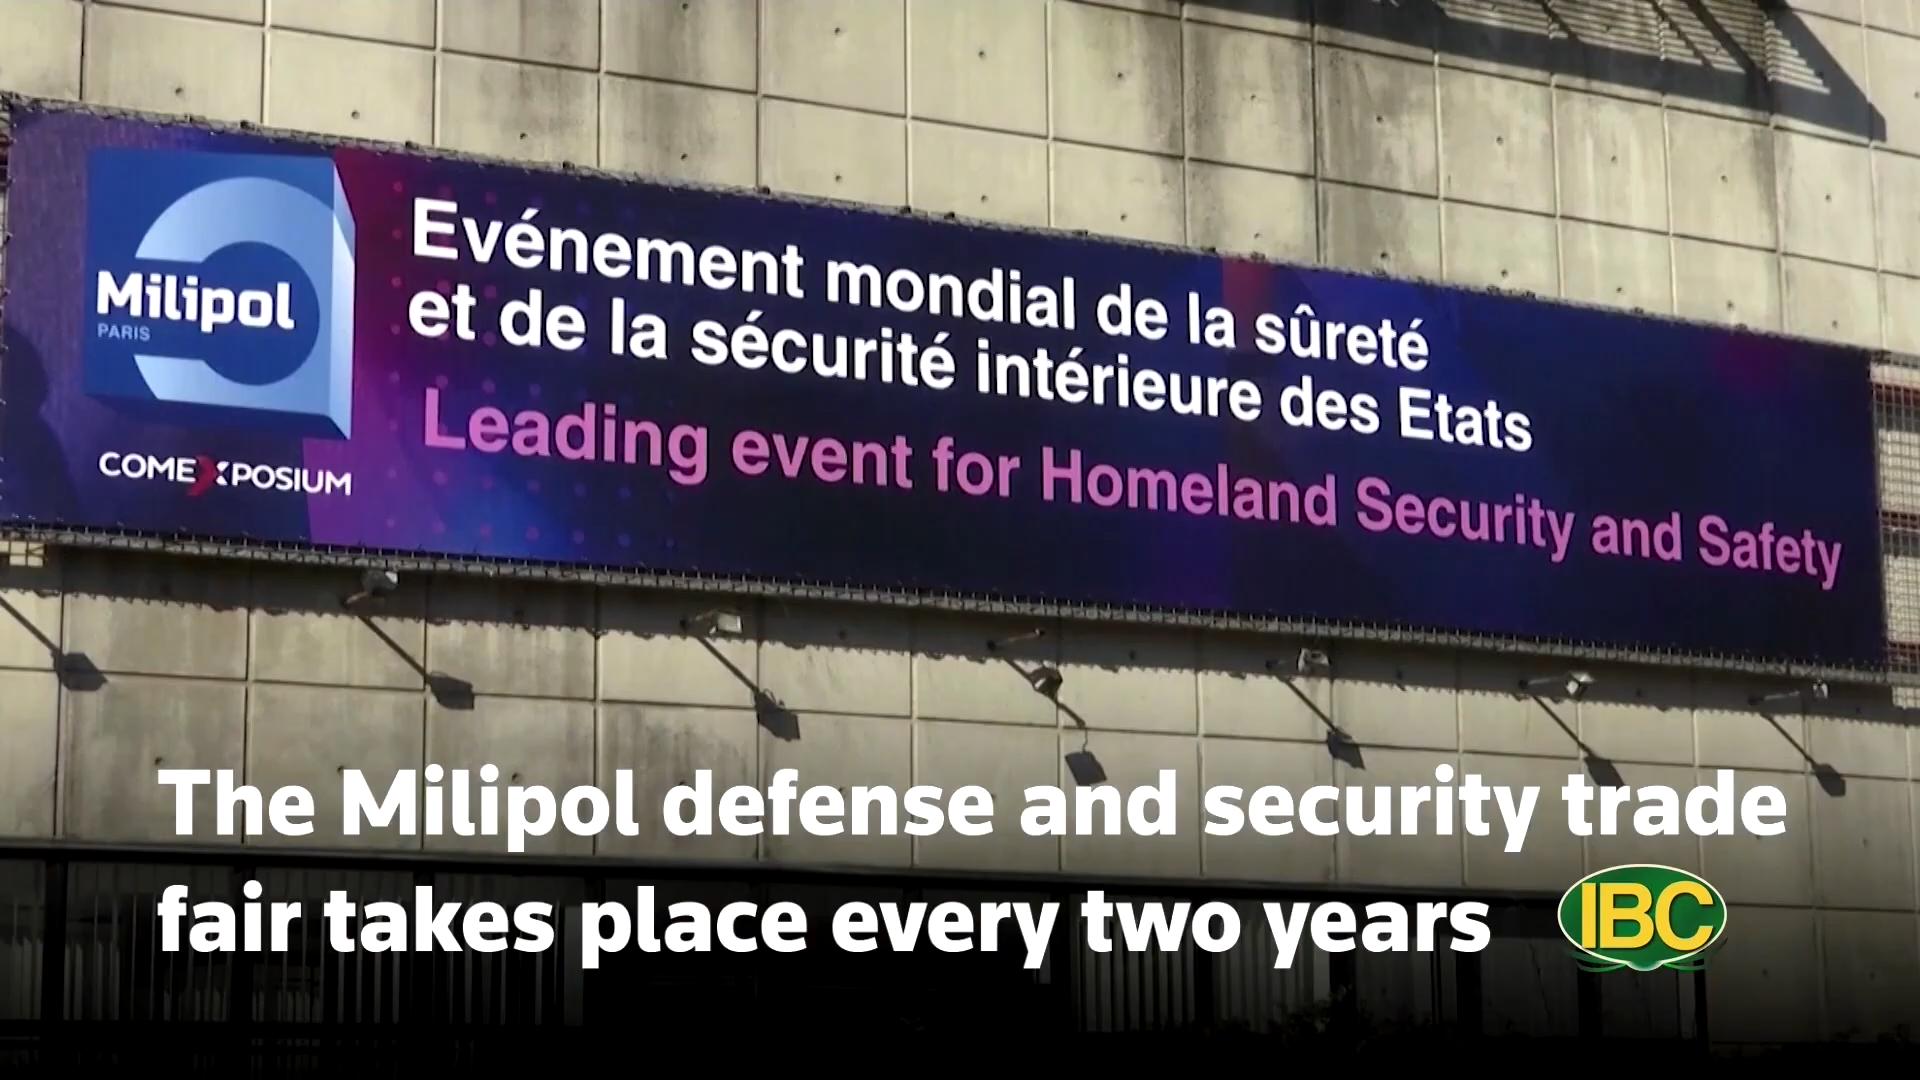 Milipol
PARIS
COMEXPOSIUM
Evénement mondial de la sûreté
et de la sécurité intérieure des Etats
Leading event for Homeland Security and Safety
The Milipol defense and security trade
fair takes place every two years
IBC